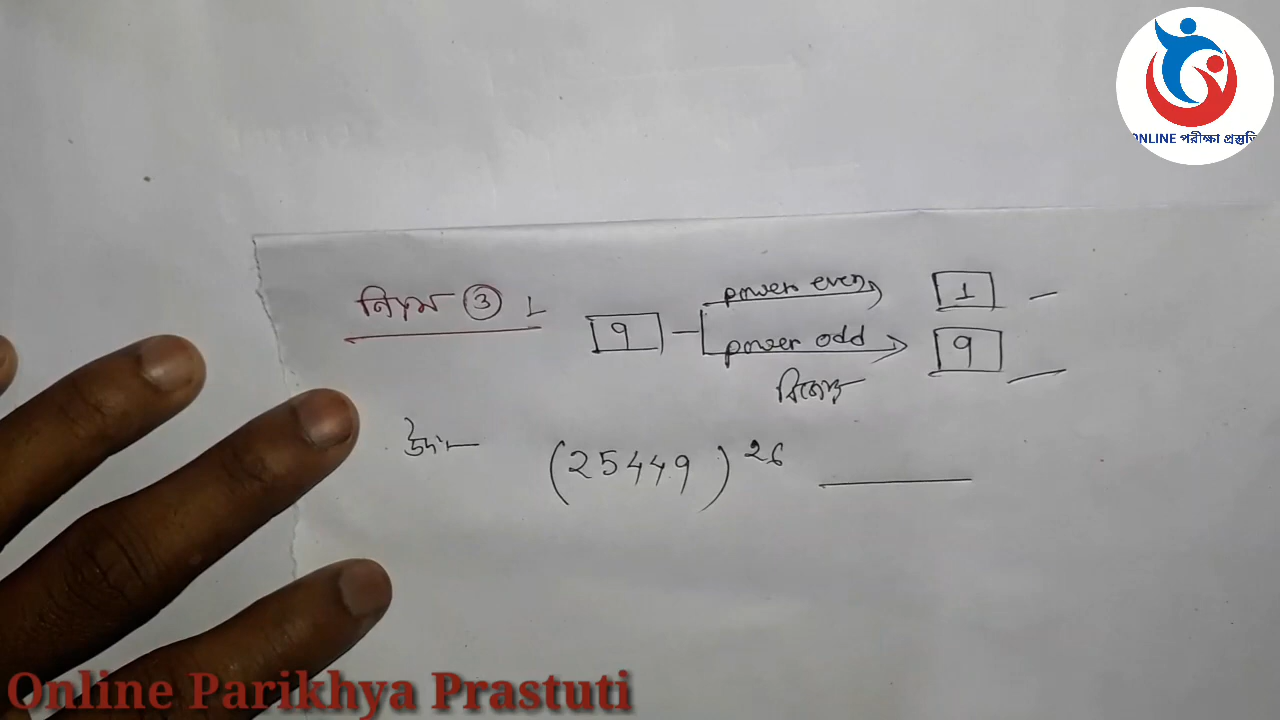 ONLINE পরীক্ষা প্রস্তুতি
নিয়ম ③ :-
9 power even 1
power odd 9
বিজোড়
উদাঃ- (25449)²⁶
Online Parikhya Prastuti